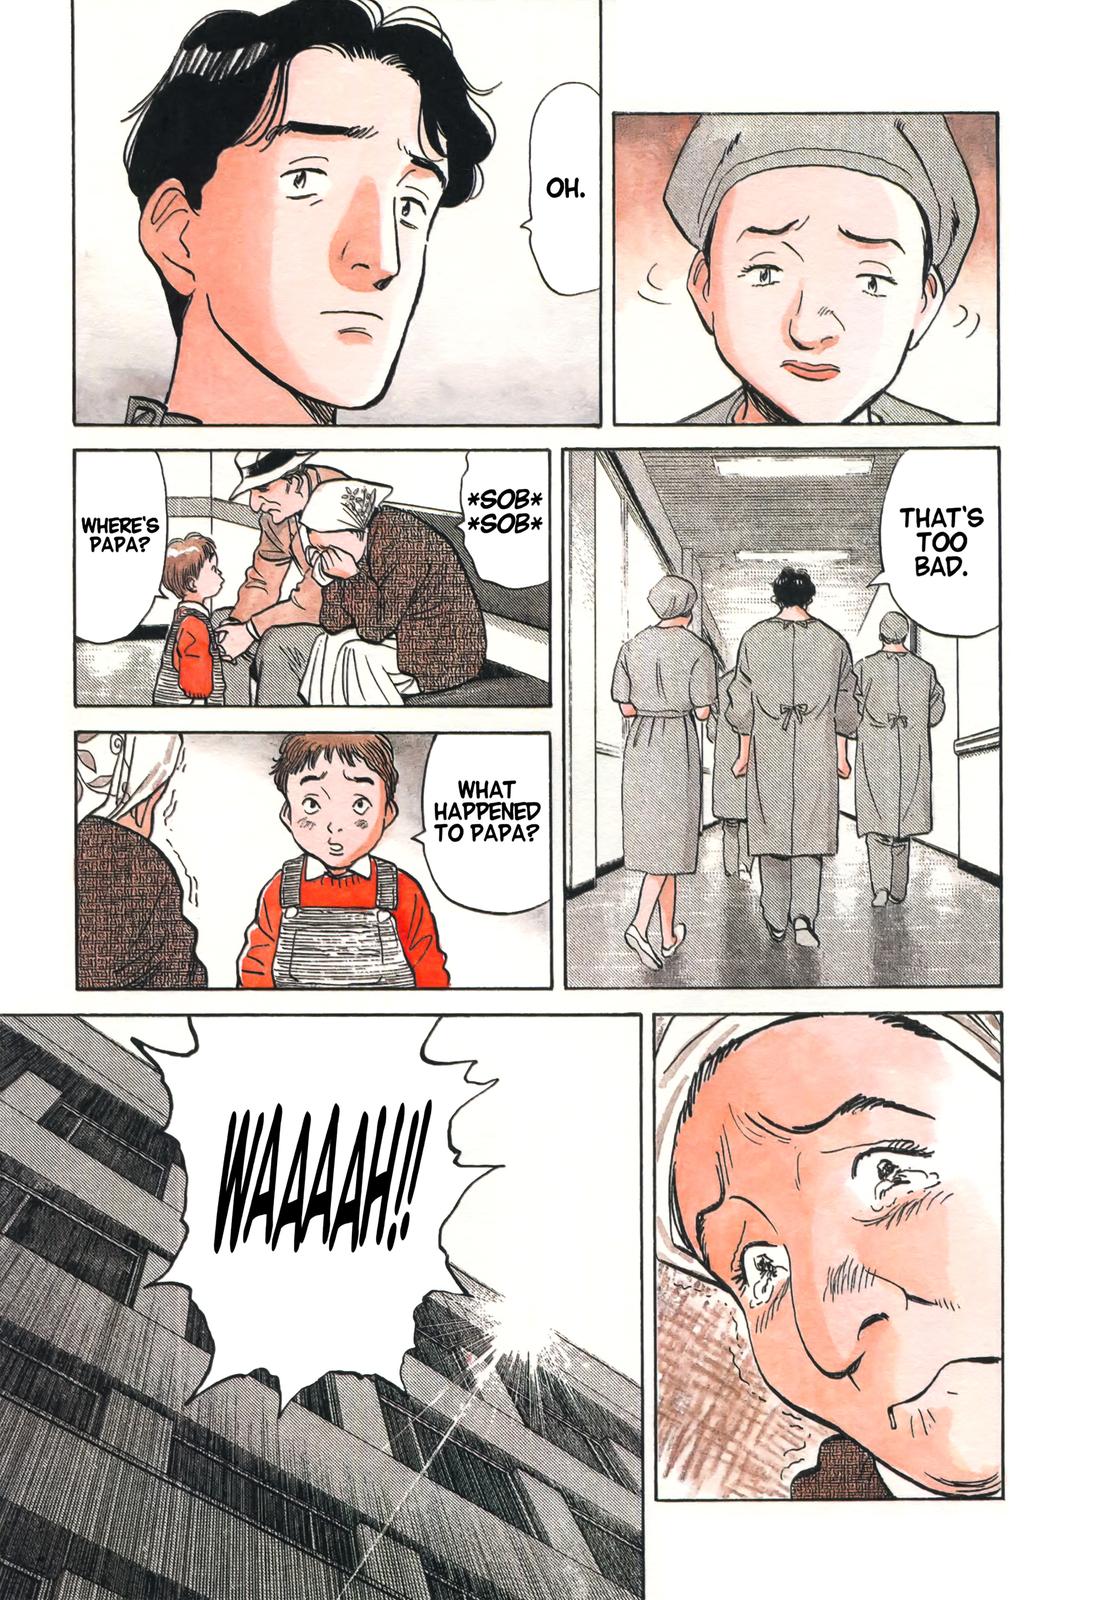 OH.
THAT'S
TOO
BAD.
*SOB*
*SOB*
WHERE'S
PAPA?
WHAT
HAPPENED
TO PAPA?
WAAAAH!!